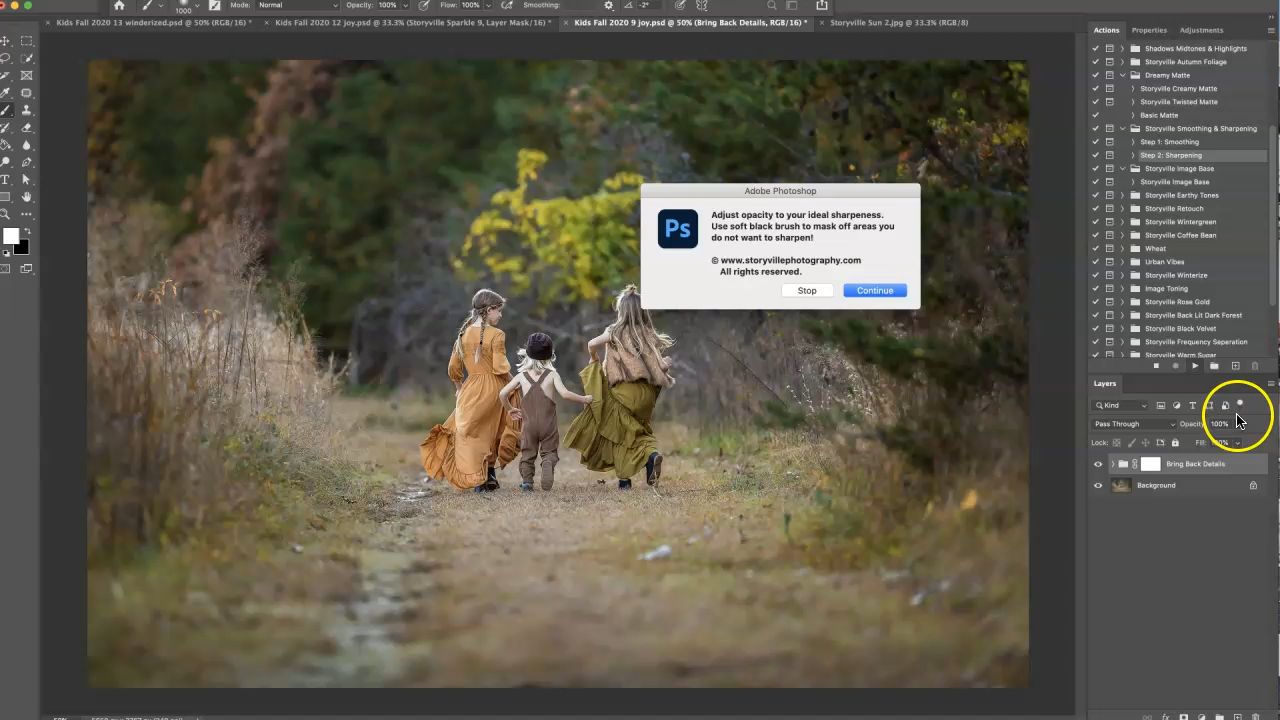 1000
Mode: Normal
Opacity: 100%
Flow: 100%
Smoothing:
-2°
Kids Fall 2020 13 winderized.psd @ 50% (RGB/16) *
Kids Fall 2020 12 joy.psd @ 33.3% (Storyville Sparkle 9, Layer Mask/16) *
Kids Fall 2020 9 joy.psd @ 50% (Bring Back Details, RGB/16) *
Storyville Sun 2.jpg @ 33.3% (RGB/8)
Actions
Properties
Adjustments
Shadows Midtones & Highlights
Storyville Autumn Foliage
Dreamy Matte
Storyville Creamy Matte
Storyville Twisted Matte
Basic Matte
Storyville Smoothing & Sharpening
Step 1: Smoothing
Step 2: Sharpening
Storyville Image Base
Storyville Image Base
Storyville Earthy Tones
Storyville Retouch
Storyville Wintergreen
Storyville Coffee Bean
Wheat
Urban Vibes
Storyville Winterize
Image Toning
Storyville Rose Gold
Storyville Back Lit Dark Forest
Storyville Black Velvet
Storyville Frequency Seperation
Storyville Warm Sugar
Adobe Photoshop
Ps
Adjust opacity to your ideal sharpeness.
Use soft black brush to mask off areas you
do not want to sharpen!
© www.storyvillephotography.com
All rights reserved.
Stop
Continue
Layers
Kind
Pass Through
Opacity: 100%
Lock:
Fill: 100%
Bring Back Details
Background